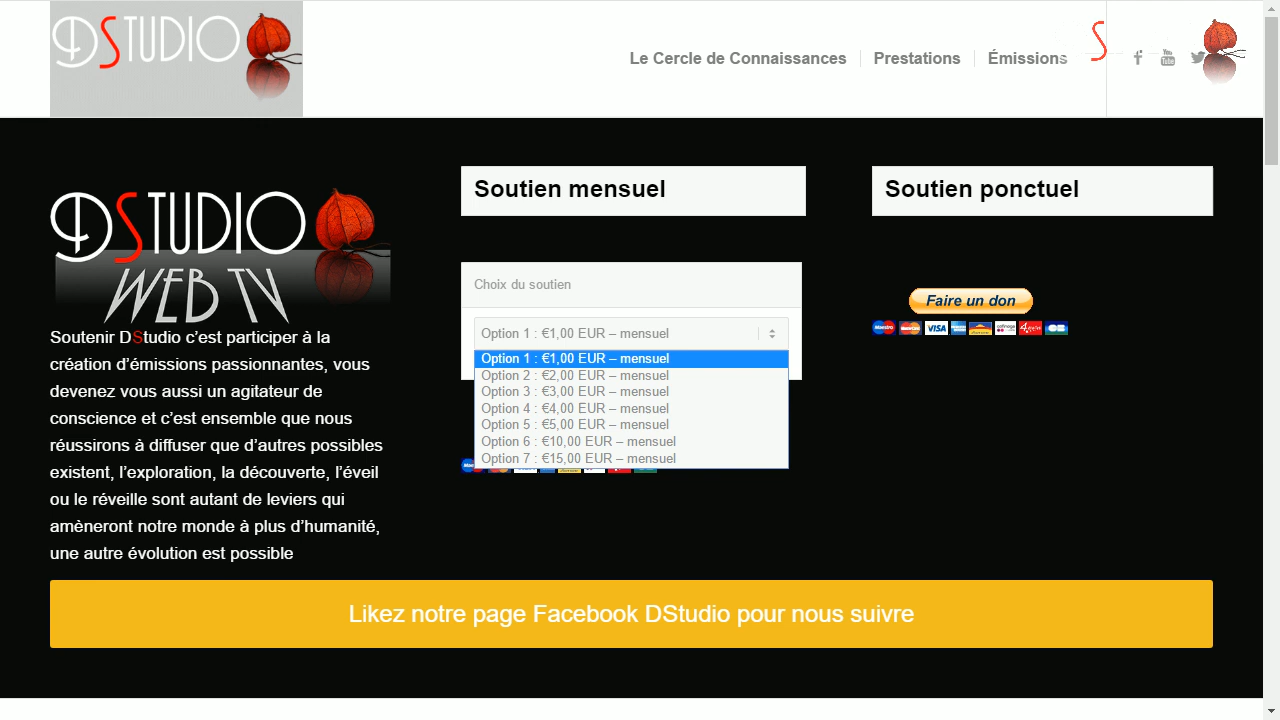 DSTUDIO
Le Cercle de Connaissances
Prestations
Émissions
S
DSTUDIO
WEB TV
Soutenir DStudio c’est participer à la
création d’émissions passionnantes, vous
devenez vous aussi un agitateur de
conscience et c’est ensemble que nous
réussirons à diffuser que d’autres possibles
existent, l’exploration, la découverte, l’éveil
ou le réveille sont autant de leviers qui
amèneront notre monde à plus d’humanité,
une autre évolution est possible
Soutien mensuel
Choix du soutien
Option 1 : €1,00 EUR – mensuel
Option 1 : €1,00 EUR – mensuel
Option 2 : €2,00 EUR – mensuel
Option 3 : €3,00 EUR – mensuel
Option 4 : €4,00 EUR – mensuel
Option 5 : €5,00 EUR – mensuel
Option 6 : €10,00 EUR – mensuel
Option 7 : €15,00 EUR – mensuel
Soutien ponctuel
Faire un don
Maestro VISA
Likez notre page Facebook DStudio pour nous suivre